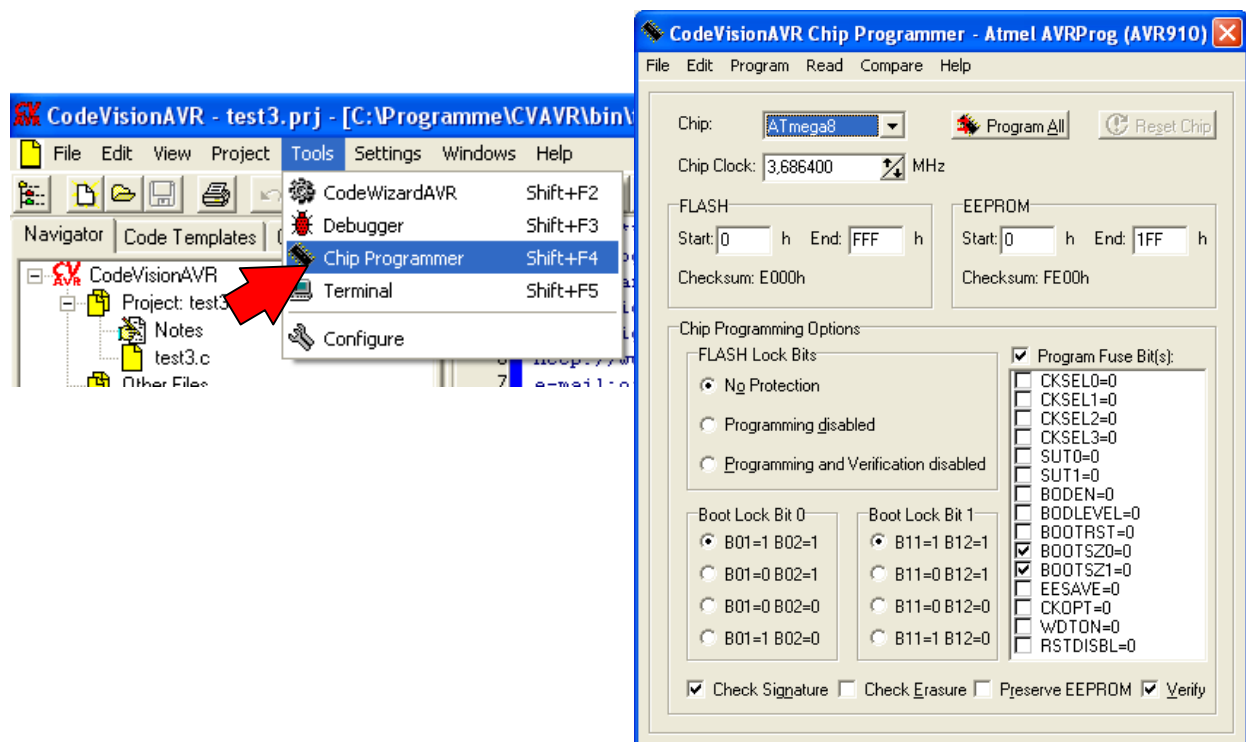 CodeVisionAVR - test3.prj - [C:\Programme\CVAVR\bin\
File Edit View Project Tools Settings Windows Help
CodeWizardAVR Shift+F2
Debugger Shift+F3
Chip Programmer Shift+F4
Terminal Shift+F5
Configure
Navigator Code Templates
CodeVisionAVR
Project: test3
Notes
test3.c
Other Files
7
CodeVisionAVR Chip Programmer - Atmel AVRProg (AVR910)
File Edit Program Read Compare Help
Chip: ATmega8 Program All Reset Chip
Chip Clock: 3,686400 MHz
FLASH
Start: 0 h End: FFF h
Checksum: E000h
EEPROM
Start: 0 h End: 1FF h
Checksum: FE00h
Chip Programming Options
FLASH Lock Bits
No Protection
Programming disabled
Programming and Verification disabled
Boot Lock Bit 0
B01=1 B02=1
B01=0 B02=1
B01=0 B02=0
B01=1 B02=0
Boot Lock Bit 1
B11=1 B12=1
B11=0 B12=1
B11=0 B12=0
B11=1 B12=0
Program Fuse Bit(s):
CKSEL0=0
CKSEL1=0
CKSEL2=0
CKSEL3=0
SUT0=0
SUT1=0
BODEN=0
BODLEVEL=0
BOOTRST=0
BOOTSZ0=0
BOOTSZ1=0
EESAVE=0
CKOPT=0
WDTON=0
RSTDISBL=0
Check Signature Check Erasure Preserve EEPROM Verify